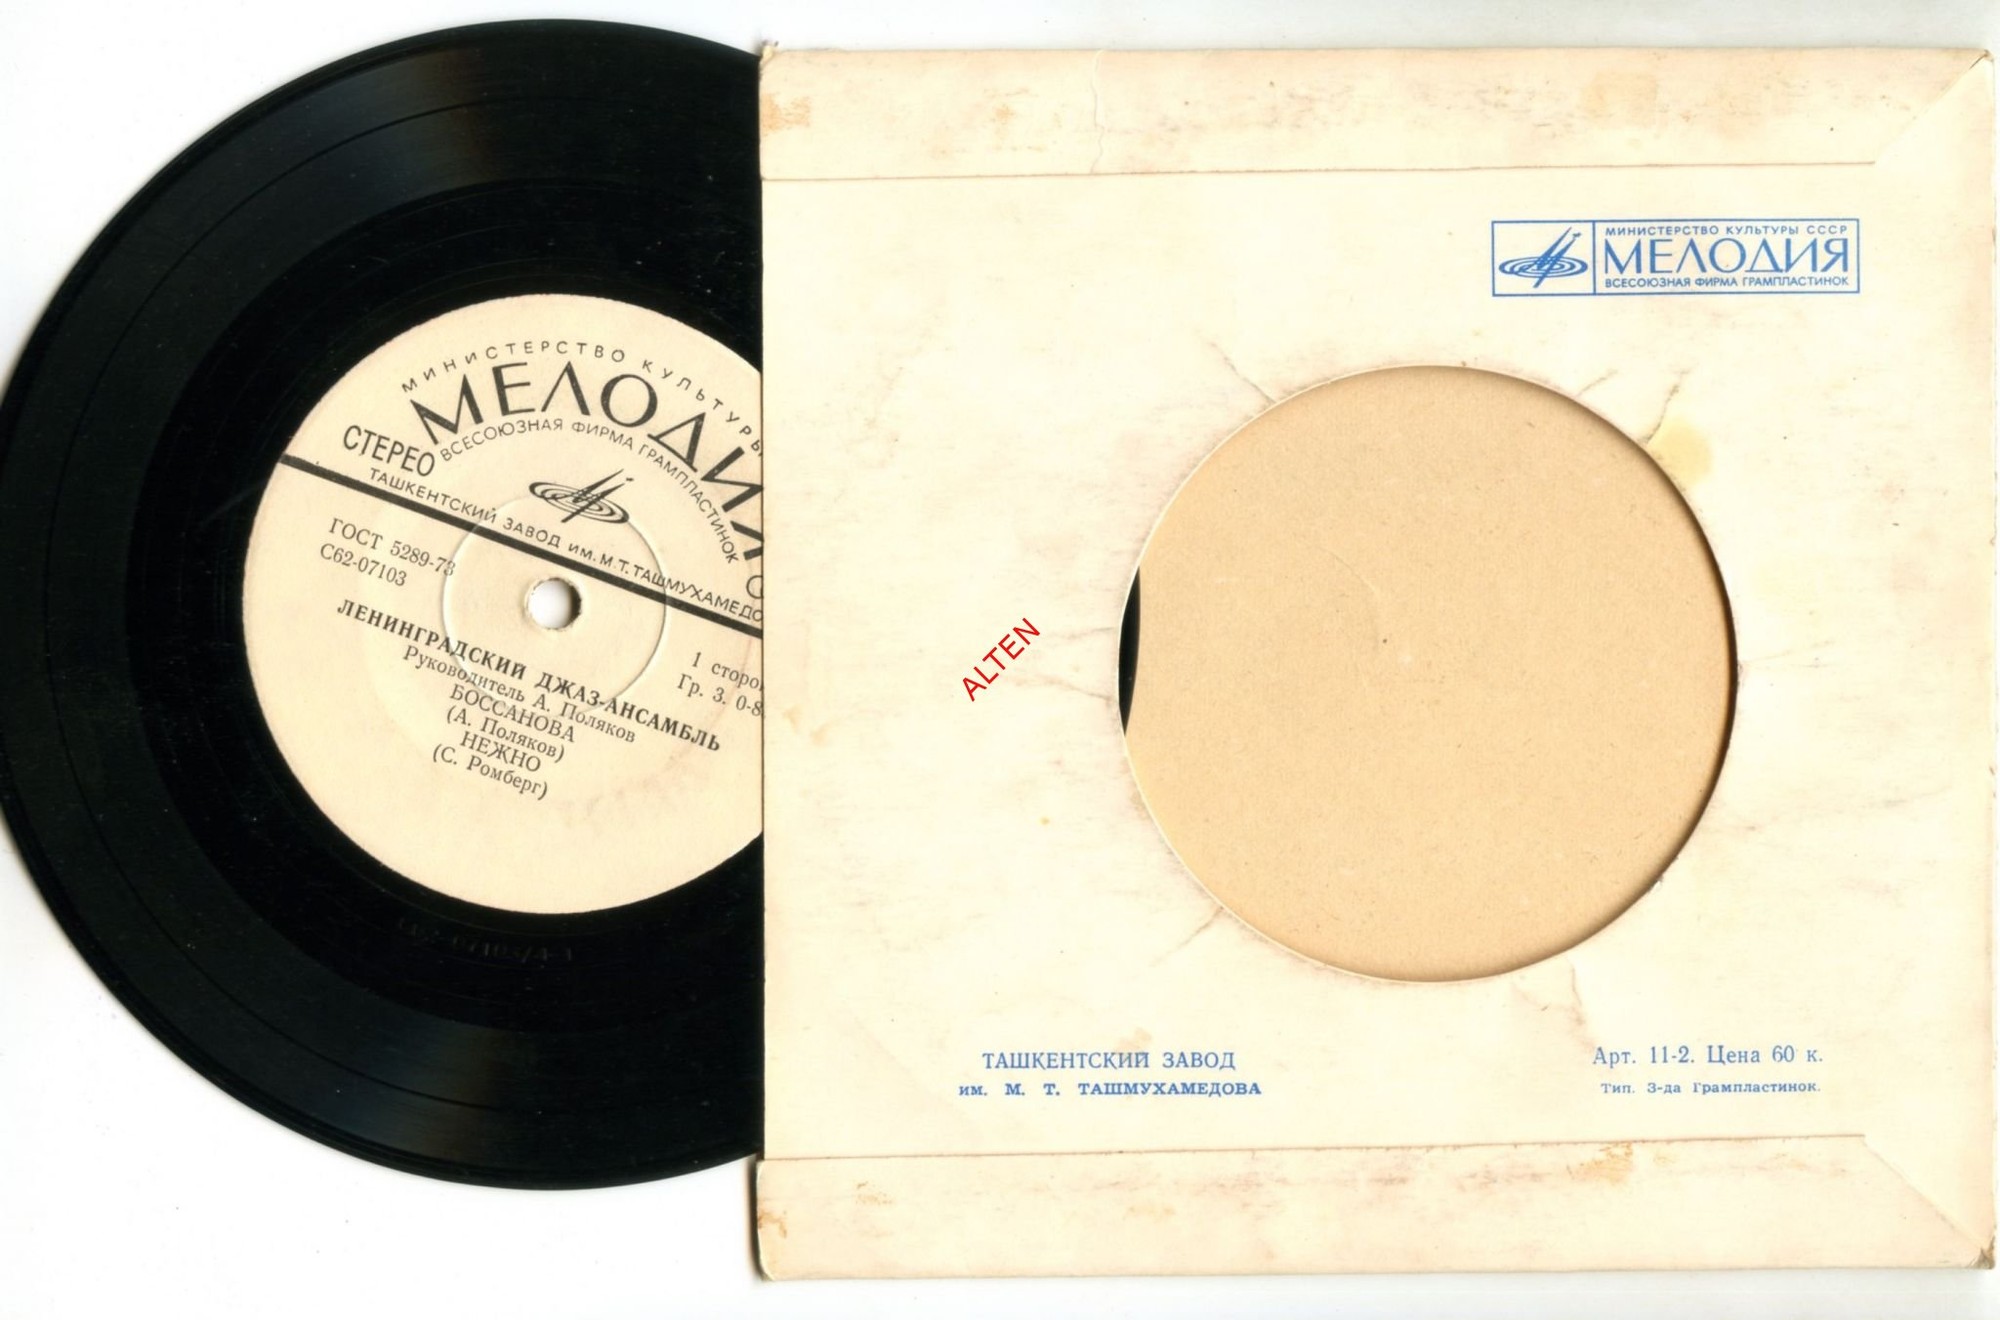 МИНИСТЕРСТВО КУЛЬТУРЫ
МЕЛОДИЯ
ВСЕСОЮЗНАЯ ФИРМА ГРАМПЛАСТИНОК
СТЕРЕО
ТАШКЕНТСКИЙ ЗАВОД им. М. Т. ТАШМУХАМЕДО
ГОСТ 5289-73
С62-07103
1 сторо
Гр. 3. 0-8
ЛЕНИНГРАДСКИЙ ДЖАЗ-АНСАМБЛЬ
Руководитель А. Поляков
БОССАНОВА
(А. Поляков)
НЕЖНО
(С. Ромберг)
МИНИСТЕРСТВО КУЛЬТУРЫ СССР
МЕЛОДИЯ
ВСЕСОЮЗНАЯ ФИРМА ГРАМПЛАСТИНОК
ALTEN
ТАШКЕНТСКИЙ ЗАВОД
им. М. Т. ТАШМУХАМЕДОВА
Арт. 11-2. Цена 60 к.
Тип. З-да Грампластинок.